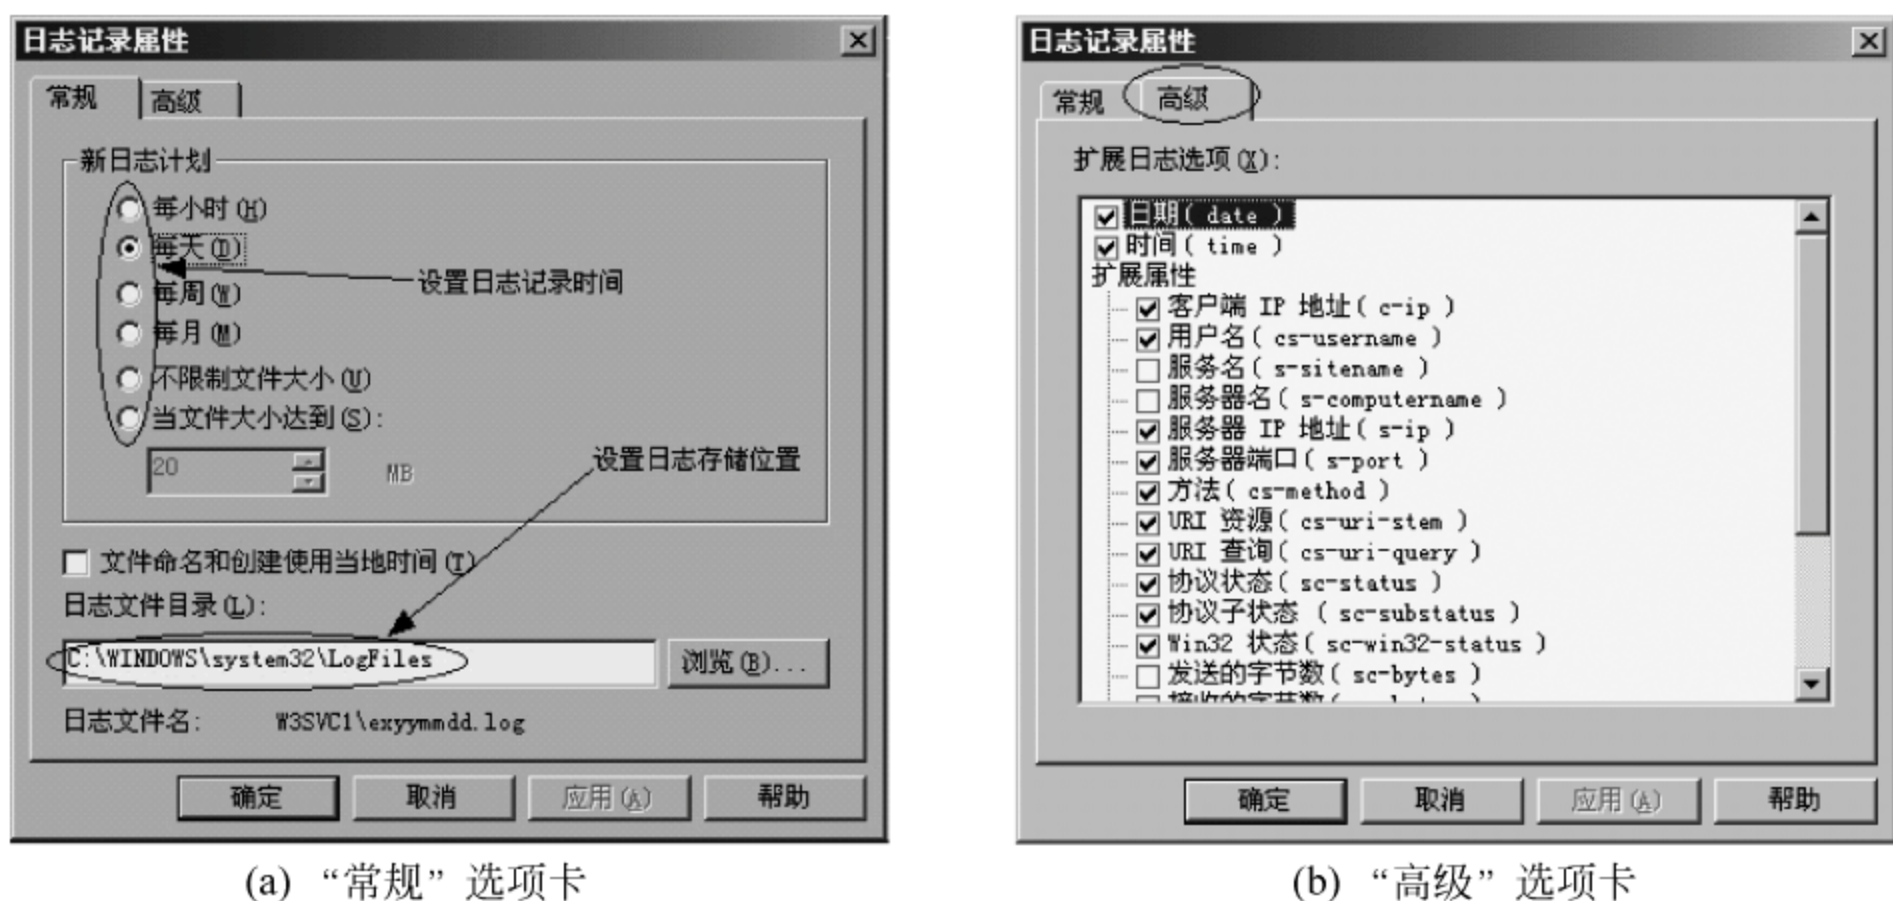 日志记录属性
常规
高级
新日志计划
每小时(H)
每天(D)
设置日志记录时间
每周(W)
每月(M)
不限制文件大小(U)
当文件大小达到(S):
20
MB
设置日志存储位置
文件命名和创建使用当地时间(T)
日志文件目录(L):
C:\WINDOWS\system32\LogFiles
浏览(B)...
日志文件名: W3SVC1\exyymmdd.log
确定
取消
应用(A)
帮助
(a) “常规”选项卡
日志记录属性
常规
高级
扩展日志选项(X):
日期( date )
时间( time )
扩展属性
客户端 IP 地址( c-ip )
用户名( cs-username )
服务名( s-sitename )
服务器名( s-computername )
服务器 IP 地址( s-ip )
服务器端口( s-port )
方法( cs-method )
URI 资源( cs-uri-stem )
URI 查询( cs-uri-query )
协议状态( sc-status )
协议子状态 ( sc-substatus )
Win32 状态( sc-win32-status )
发送的字节数( sc-bytes )
确定
取消
应用(A)
帮助
(b) “高级”选项卡